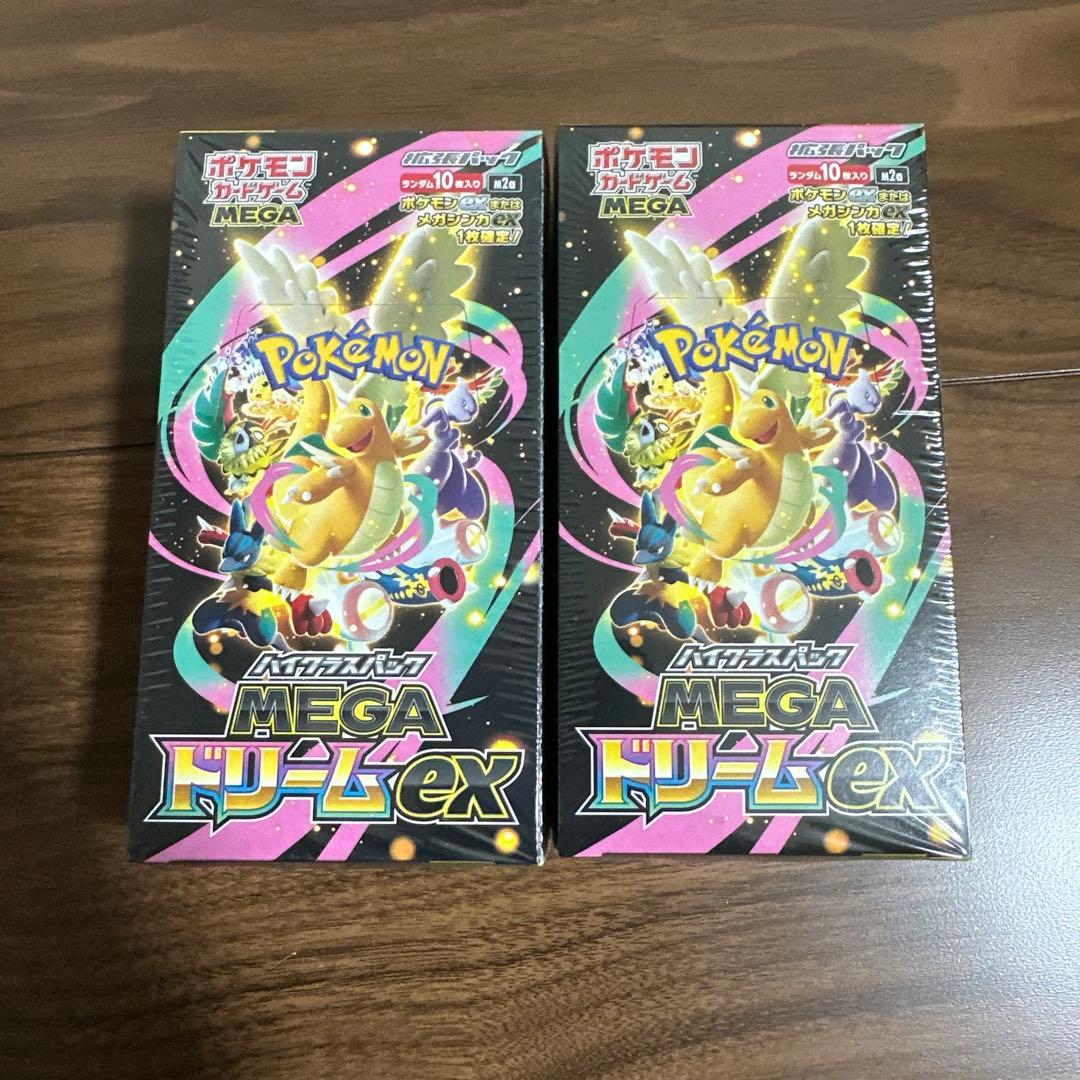 ポケモン
カードゲーム
MEGA
拡張パック
ランダム10枚入り
M2a
ポケモンexまたは
メガシンカex
1枚確定!
POKéMON
ハイクラスパック
MEGA
ドリームex
ポケモン
カードゲーム
MEGA
拡張パック
ランダム10枚入り
M2a
ポケモンexまたは
メガシンカex
1枚確定!
POKéMON
ハイクラスパック
MEGA
ドリームex